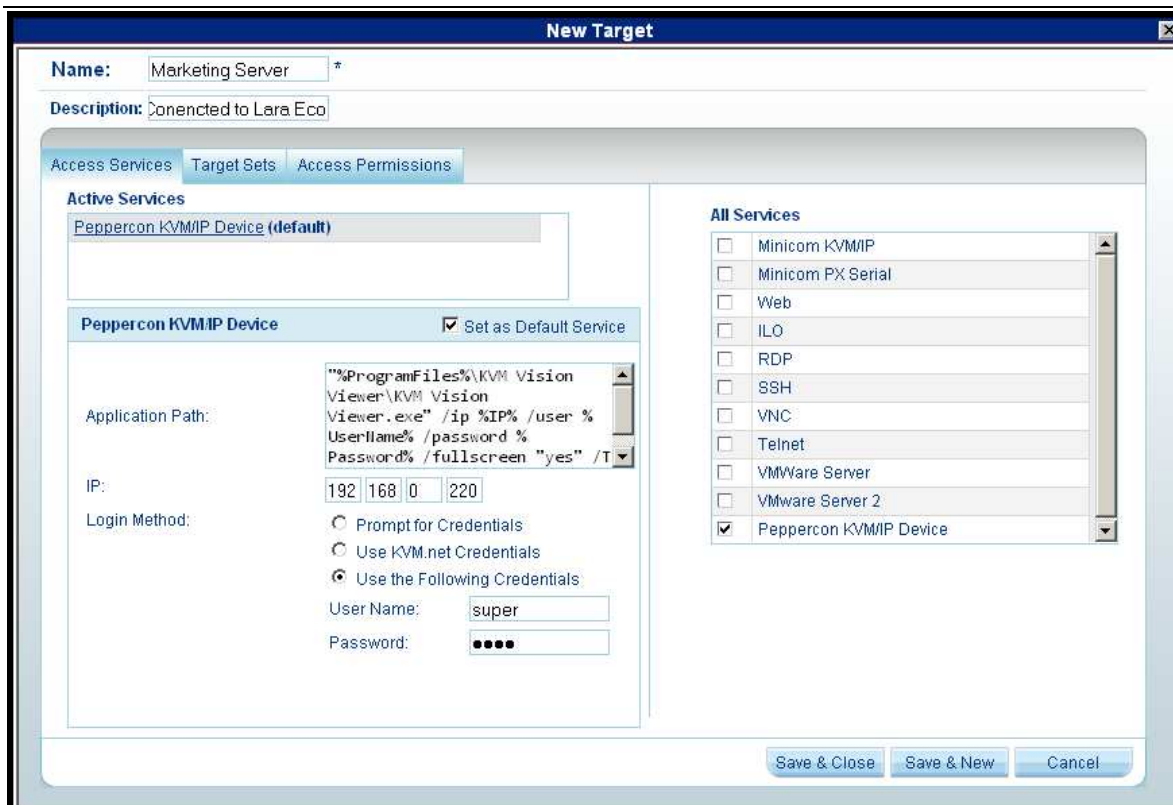 New Target
Name: Marketing Server *
Description: Conencted to Lara Eco
Access Services Target Sets Access Permissions
Active Services
Peppercon KVM/IP Device (default)
Peppercon KVM/IP Device Set as Default Service
Application Path:
"%ProgramFiles%\KVM Vision
Viewer\KVM Vision
Viewer.exe" /ip %IP% /user %
UserName% /password %
Password% /fullscreen "yes" /T
IP: 192 168 0 220
Login Method:
Prompt for Credentials
Use KVM.net Credentials
Use the Following Credentials
User Name: super
Password: ●●●●
All Services
Minicom KVM/IP
Minicom PX Serial
Web
ILO
RDP
SSH
VNC
Telnet
VMWare Server
VMware Server 2
Peppercon KVM/IP Device
Save & Close Save & New Cancel